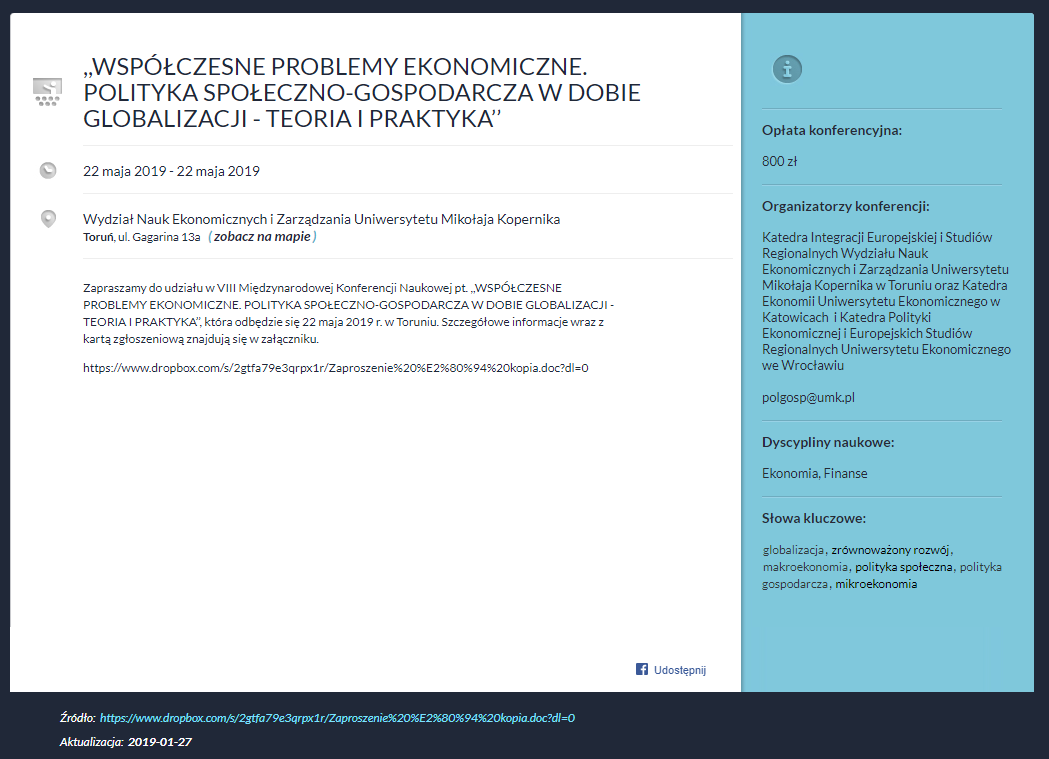 „WSPÓŁCZESNE PROBLEMY EKONOMICZNE.
POLITYKA SPOŁECZNO-GOSPODARCZA W DOBIE
GLOBALIZACJI - TEORIA I PRAKTYKA’’
22 maja 2019 - 22 maja 2019
Wydział Nauk Ekonomicznych i Zarządzania Uniwersytetu Mikołaja Kopernika
Toruń, ul. Gagarina 13a (zobacz na mapie)
Zapraszamy do udziału w VIII Międzynarodowej Konferencji Naukowej pt. „WSPÓŁCZESNE
PROBLEMY EKONOMICZNE. POLITYKA SPOŁECZNO-GOSPODARCZA W DOBIE GLOBALIZACJI -
TEORIA I PRAKTYKA’’, która odbędzie się 22 maja 2019 r. w Toruniu. Szczegółowe informacje wraz z
kartą zgłoszeniową znajdują się w załączniku.
https://www.dropbox.com/s/2gtfa79e3qrpx1r/Zaproszenie%20%E2%80%94%20kopia.doc?dl=0
Udostępnij
Opłata konferencyjna:
800 zł
Organizatorzy konferencji:
Katedra Integracji Europejskiej i Studiów
Regionalnych Wydziału Nauk
Ekonomicznych i Zarządzania Uniwersytetu
Mikołaja Kopernika w Toruniu oraz Katedra
Ekonomii Uniwersytetu Ekonomicznego w
Katowicach i Katedra Polityki
Ekonomicznej i Europejskich Studiów
Regionalnych Uniwersytetu Ekonomicznego
we Wrocławiu
polgosp@umk.pl
Dyscypliny naukowe:
Ekonomia, Finanse
Słowa kluczowe:
globalizacja, zrównoważony rozwój,
makroekonomia, polityka społeczna, polityka
gospodarcza, mikroekonomia
Źródło: https://www.dropbox.com/s/2gtfa79e3qrpx1r/Zaproszenie%20%E2%80%94%20kopia.doc?dl=0
Aktualizacja: 2019-01-27